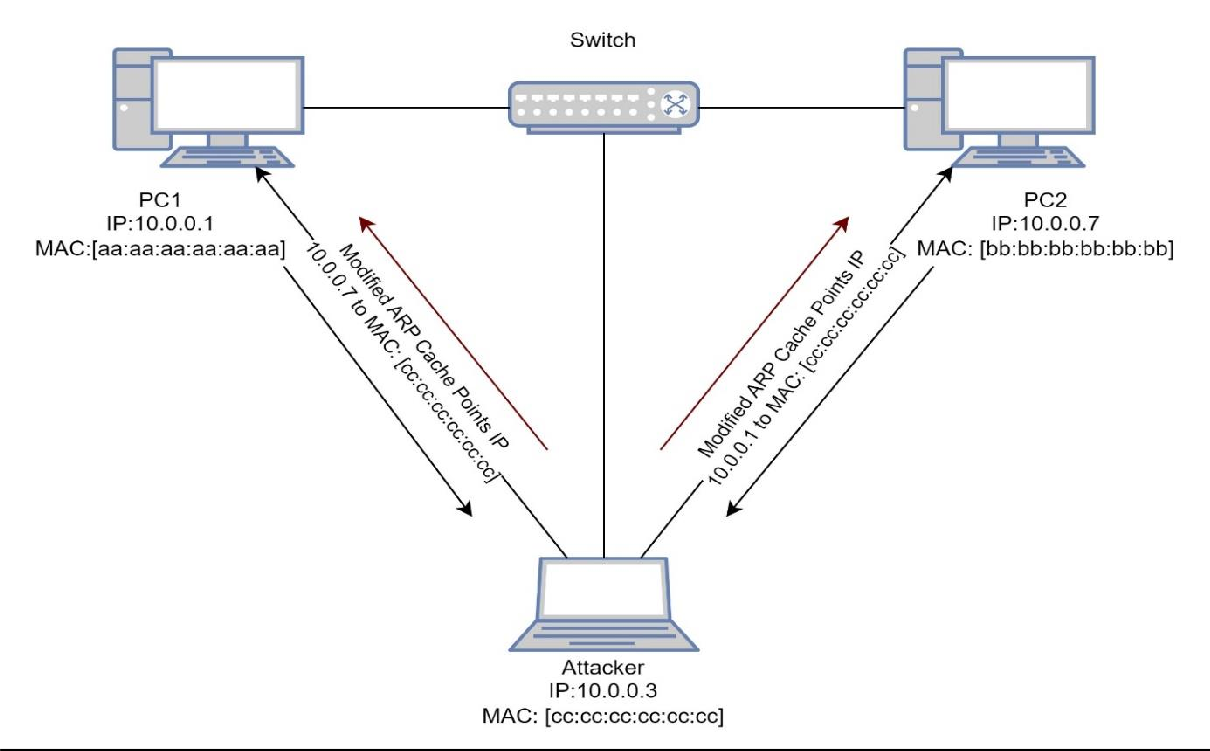 Switch
PC1
IP:10.0.0.1
MAC:[aa:aa:aa:aa:aa:aa]
PC2
IP:10.0.0.7
MAC: [bb:bb:bb:bb:bb:bb]
Modified ARP Cache Points IP
10.0.0.7 to MAC: [cc:cc:cc:cc:cc:cc]
Modified ARP Cache Points IP
10.0.0.1 to MAC: [cc:cc:cc:cc:cc:cc]
Attacker
IP:10.0.0.3
MAC: [cc:cc:cc:cc:cc:cc]